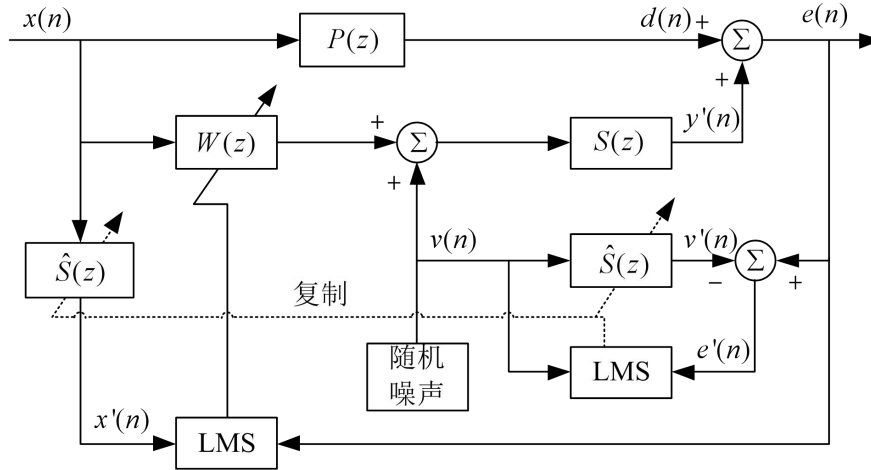 x(n)
P(z)
d(n)
+
Σ
e(n)
+
W(z)
+
Σ
+
S(z)
y'(n)
Ŝ(z)
v(n)
Ŝ(z)
v'(n)
−
Σ
+
复制
随机
噪声
LMS
e'(n)
x'(n)
LMS